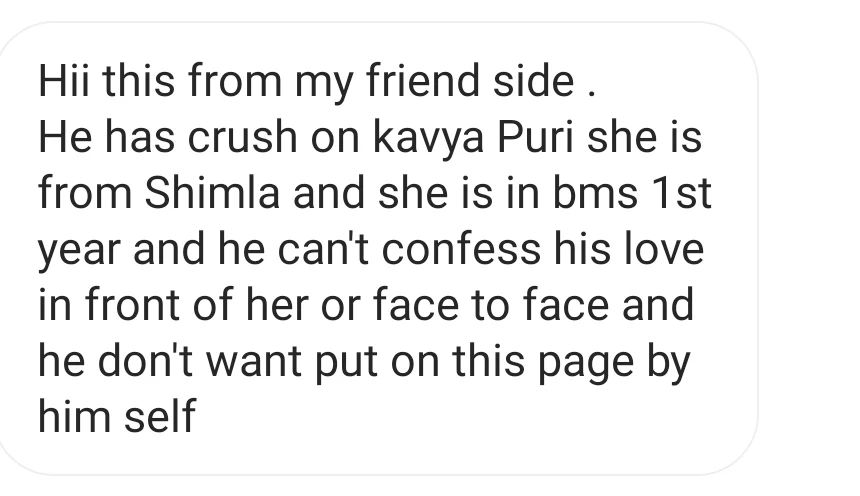 Hii this from my friend side .
He has crush on kavya Puri she is
from Shimla and she is in bms 1st
year and he can't confess his love
in front of her or face to face and
he don't want put on this page by
him self